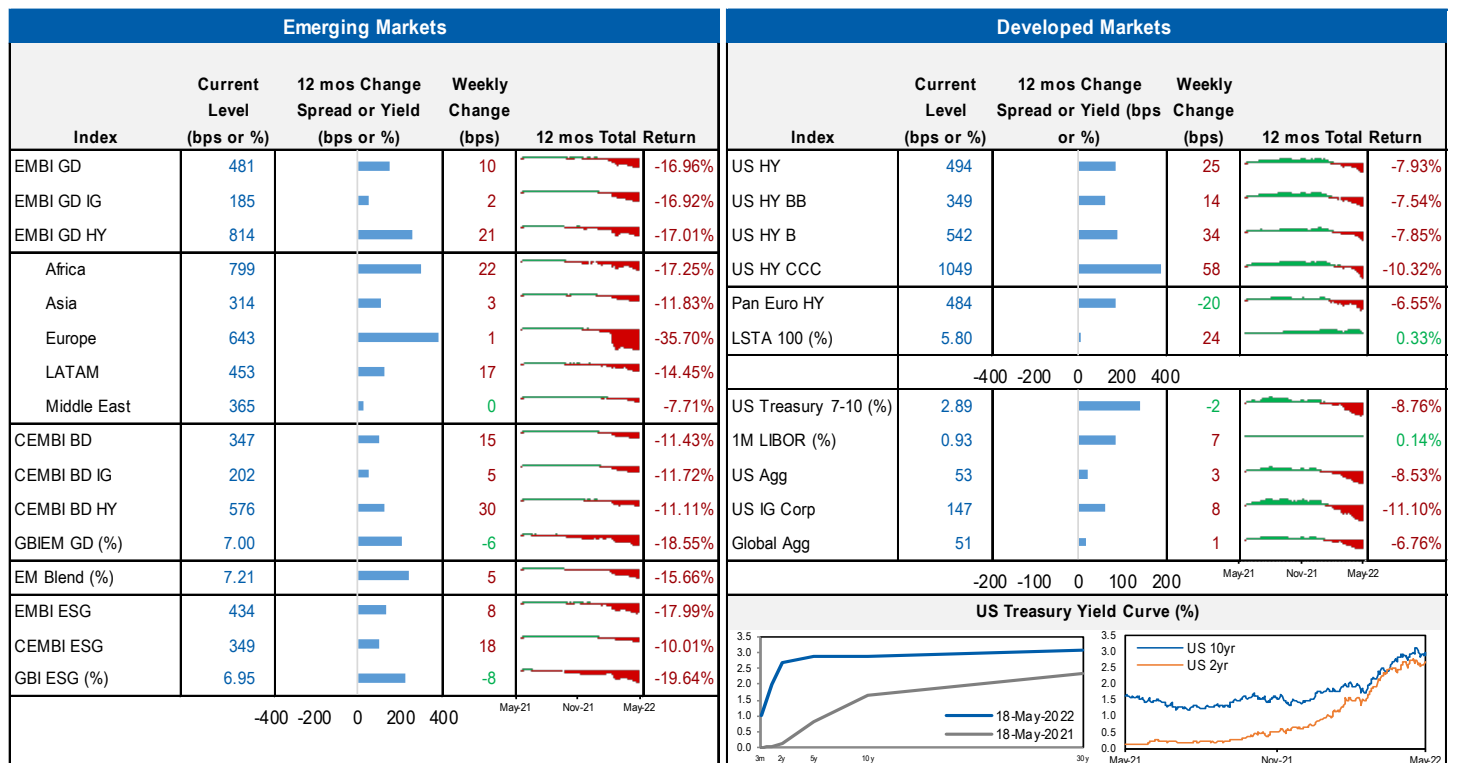 Emerging Markets
Index Current Level (bps or %) 12 mos Change Spread or Yield (bps or %) Weekly Change (bps) 12 mos Total Return
EMBI GD 481 10 -16.96%
EMBI GD IG 185 2 -16.92%
EMBI GD HY 814 21 -17.01%
Africa 799 22 -17.25%
Asia 314 3 -11.83%
Europe 643 1 -35.70%
LATAM 453 17 -14.45%
Middle East 365 0 -7.71%
CEMBI BD 347 15 -11.43%
CEMBI BD IG 202 5 -11.72%
CEMBI BD HY 576 30 -11.11%
GBIEM GD (%) 7.00 -6 -18.55%
EM Blend (%) 7.21 5 -15.66%
EMBI ESG 434 8 -17.99%
CEMBI ESG 349 18 -10.01%
GBI ESG (%) 6.95 -8 -19.64%
-400 -200 0 200 400 May-21 Nov-21 May-22
Developed Markets
Index Current Level (bps or %) 12 mos Change Spread or Yield (bps or %) Weekly Change (bps) 12 mos Total Return
US HY 494 25 -7.93%
US HY BB 349 14 -7.54%
US HY B 542 34 -7.85%
US HY CCC 1049 58 -10.32%
Pan Euro HY 484 -20 -6.55%
LSTA 100 (%) 5.80 24 0.33%
-400 -200 0 200 400
US Treasury 7-10 (%) 2.89 -2 -8.76%
1M LIBOR (%) 0.93 7 0.14%
US Agg 53 3 -8.53%
US IG Corp 147 8 -11.10%
Global Agg 51 1 -6.76%
-200 -100 0 100 200 May-21 Nov-21 May-22
US Treasury Yield Curve (%)
3.5
3.0
2.5
2.0
1.5
1.0
0.5
0.0
18-May-2022
18-May-2021
3m 2y 5y 10y 30y
3.5
3.0
2.5
2.0
1.5
1.0
0.5
0.0
US 10yr
US 2yr
May-21 Nov-21 May-22